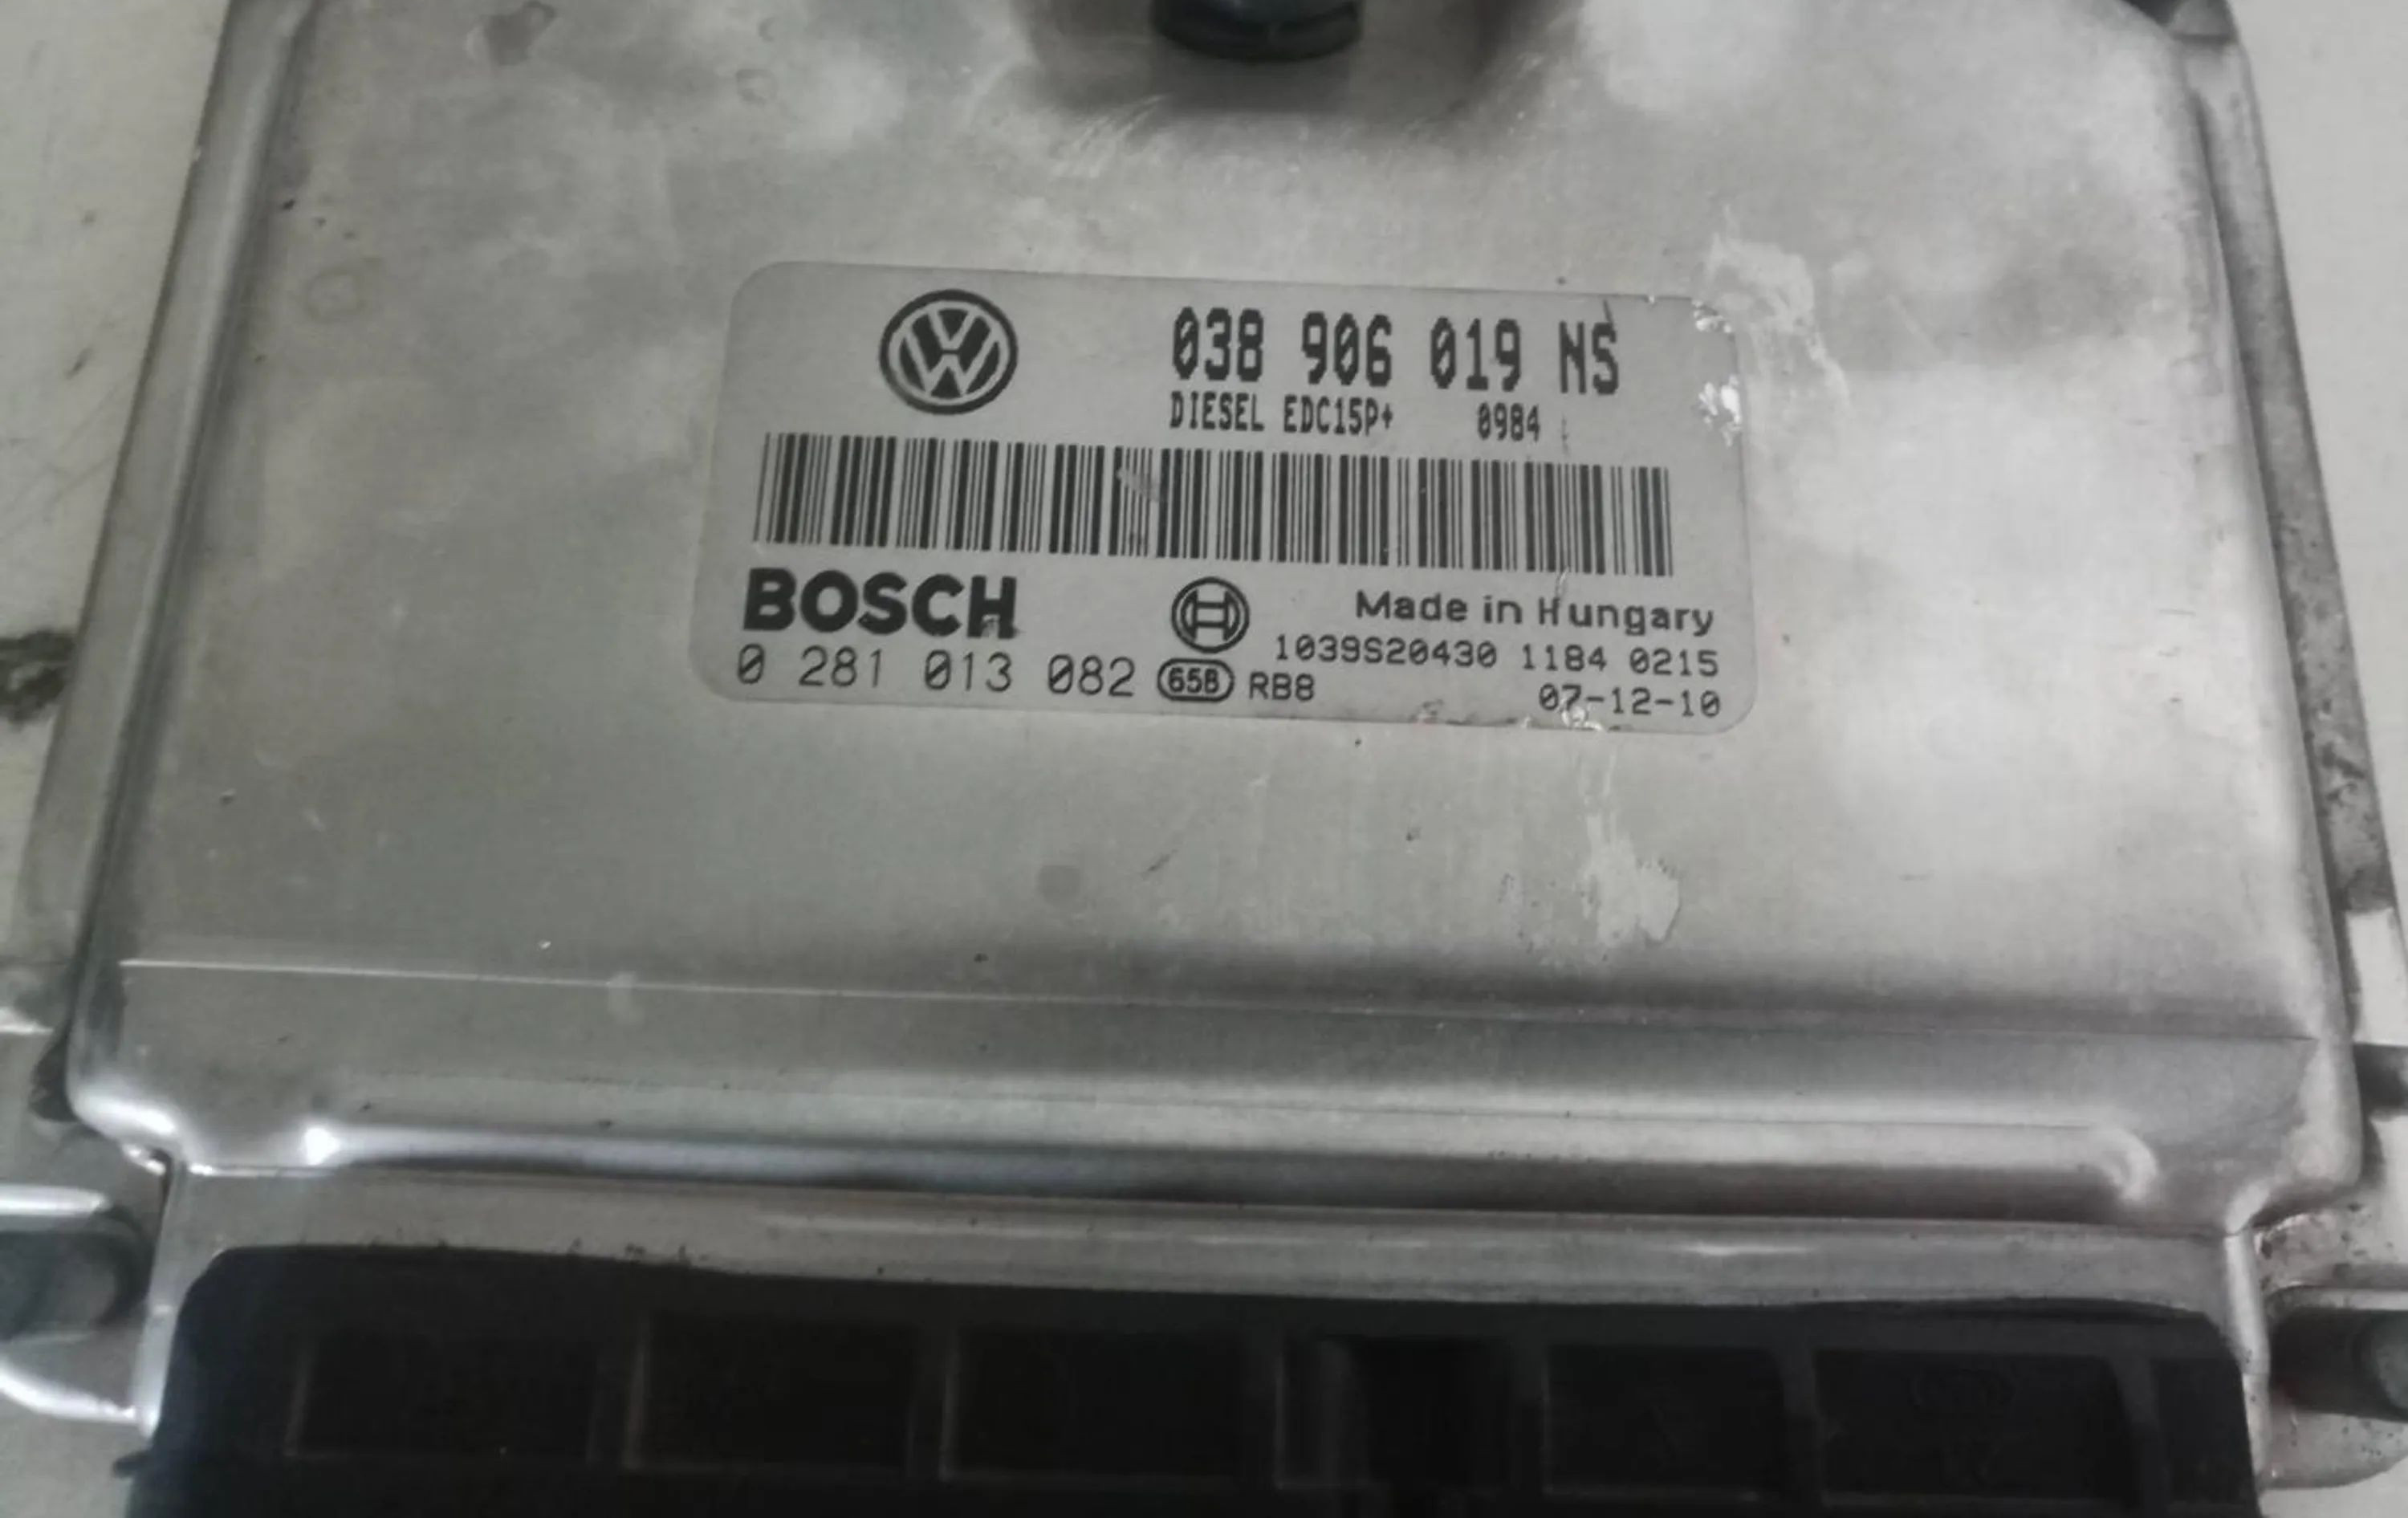 038 906 019 NS
DIESEL EDC15P+ 0984
BOSCH
Made in Hungary
1039S20430 1184 0215
0 281 013 082 65B RB8 07-12-10